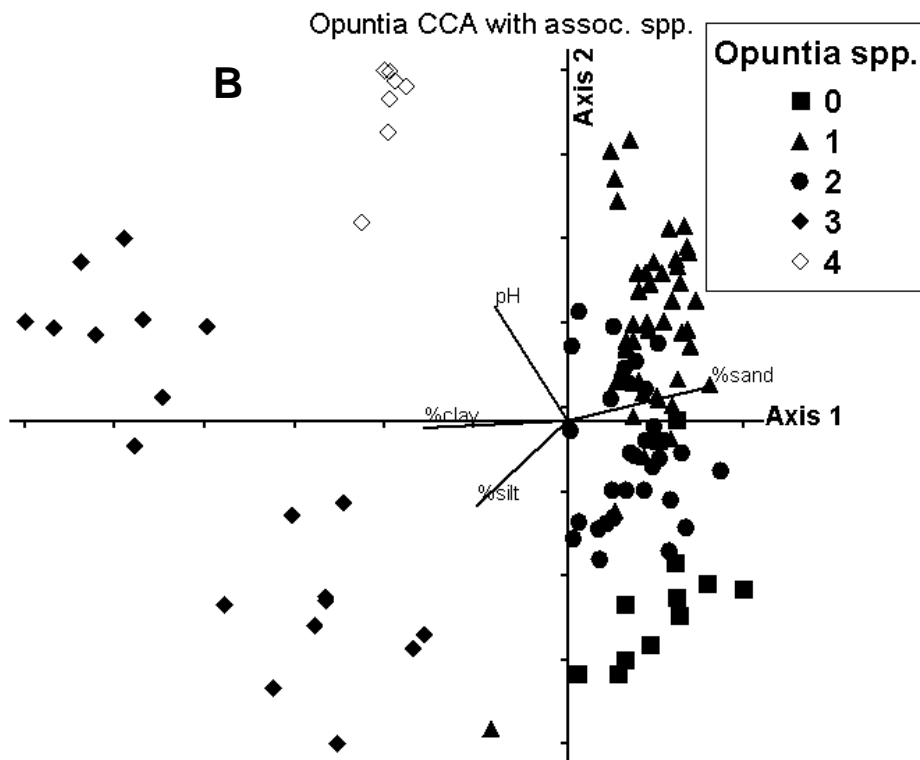 Opuntia CCA with assoc. spp.
B
Axis 2
Opuntia spp.
0
1
2
3
4
pH
%sand
%clay
Axis 1
%silt